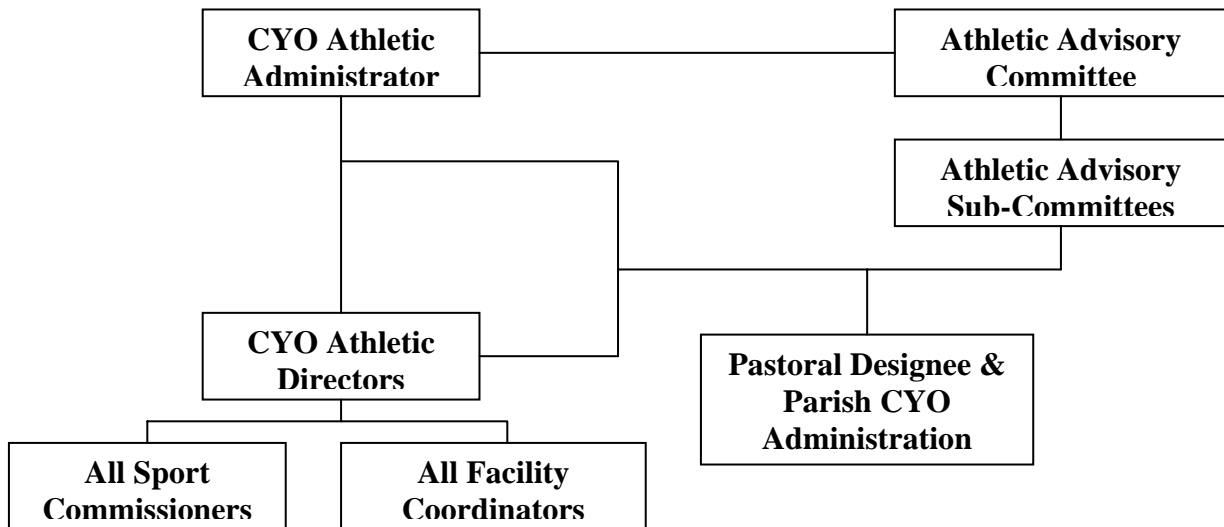 CYO Athletic
Administrator
Athletic Advisory
Committee
Athletic Advisory
Sub-Committees
CYO Athletic
Directors
Pastoral Designee &
Parish CYO
Administration
All Sport
Commissioners
All Facility
Coordinators